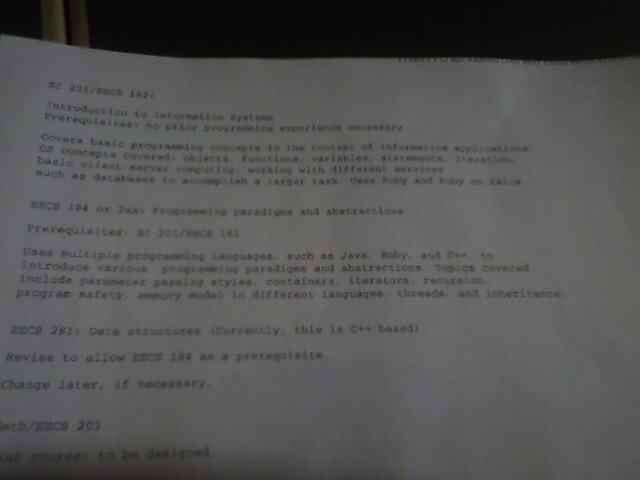 SI 201/EECS 182:
Introduction to Information Systems
Prerequisites: no prior programming experience necessary
Covers basic programming concepts in the context of informatics applications.
CS concepts covered: objects, functions, variables, statements, iteration,
basic client server computing, working with different services
such as databases to accomplish a larger task. Uses Ruby and Ruby on Rails
EECS 184 or 2xx: Programming paradigms and abstractions
Prerequisites: SI 201/EECS 181
Uses multiple programming languages, such as Java, Ruby, and C++, to
introduce various programming paradigms and abstractions. Topics covered
include parameter passing styles, containers, iterators, recursion,
program safety, memory model in different languages, threads, and inheritence.
EECS 281: Data structures (Currently, this is C++-based)
Revise to allow EECS 184 as a prerequisite.
Change later, if necessary.
Math/EECS 203
course: to be designed.